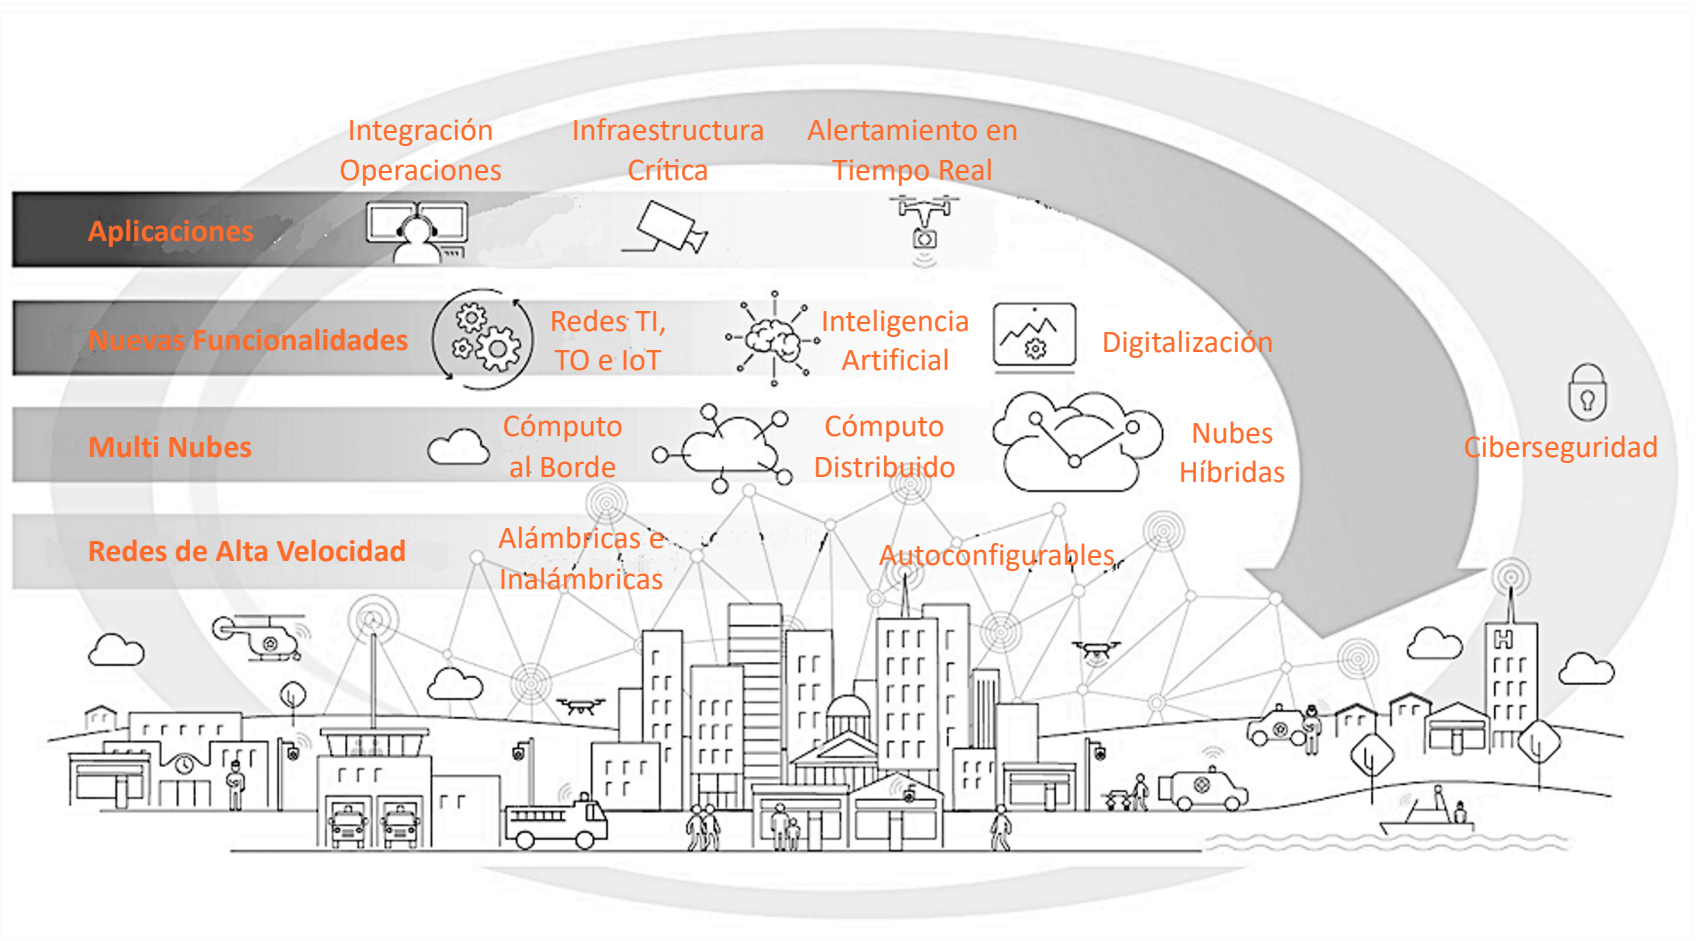 Integración
Operaciones
Infraestructura
Crítica
Alertamiento en
Tiempo Real
Aplicaciones
Nuevas Funcionalidades
Redes TI,
TO e IoT
Inteligencia
Artificial
Digitalización
Multi Nubes
Cómputo
al Borde
Cómputo
Distribuido
Nubes
Híbridas
Ciberseguridad
Redes de Alta Velocidad
Alámbricas e
Inalámbricas
Autoconfigurables
H